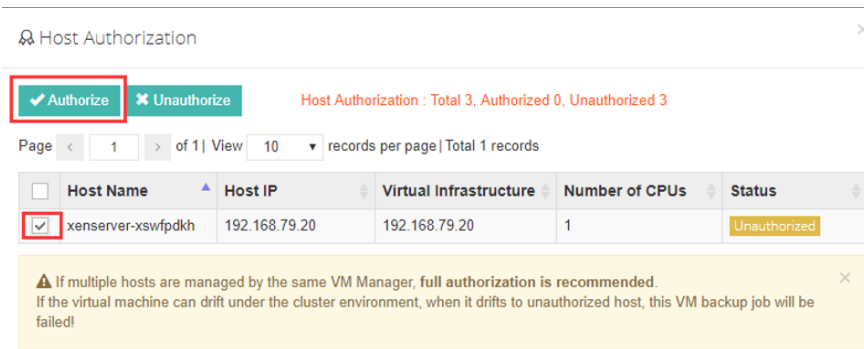 Host Authorization
Authorize Unauthorize Host Authorization : Total 3, Authorized 0, Unauthorized 3
Page < 1 > of 1| View 10 records per page| Total 1 records
Host Name Host IP Virtual Infrastructure Number of CPUs Status
xenserver-xswfpdkh 192.168.79.20 192.168.79.20 1 Unauthorized
If multiple hosts are managed by the same VM Manager, full authorization is recommended.
If the virtual machine can drift under the cluster environment, when it drifts to unauthorized host, this VM backup job will be
failed!